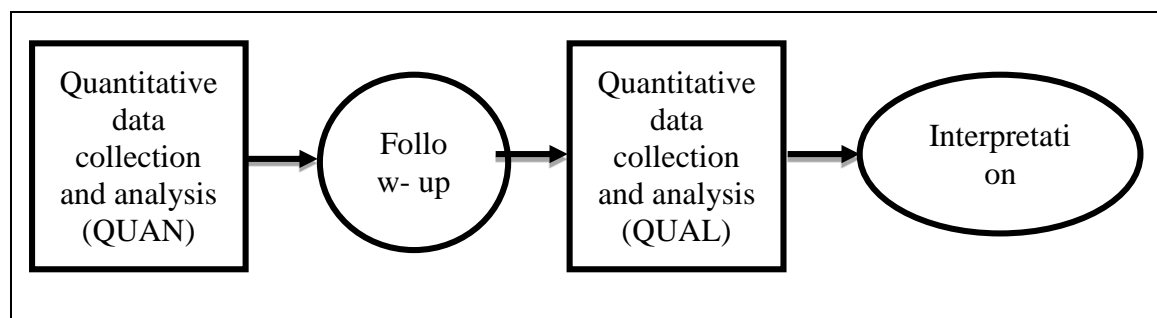 Quantitative
data
collection
and analysis
(QUAN)
Follo
w- up
Quantitative
data
collection
and analysis
(QUAL)
Interpretati
on